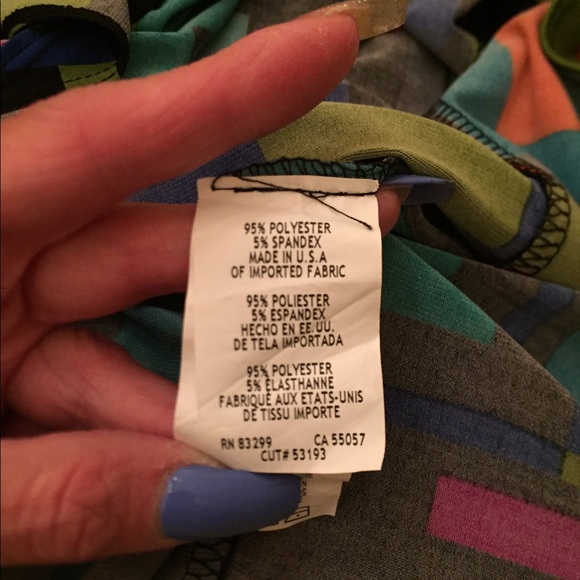 95% POLYESTER
5% SPANDEX
MADE IN U.S.A
OF IMPORTED FABRIC
95% POLIESTER
5% ESPANDEX
HECHO EN EE.UU.
DE TELA IMPORTADA
95% POLYESTER
5% ELASTHANNE
FABRIQUE AUX ETATS-UNIS
DE TISSU IMPORTE
RN 83299 CA 55057
CUT# 53193